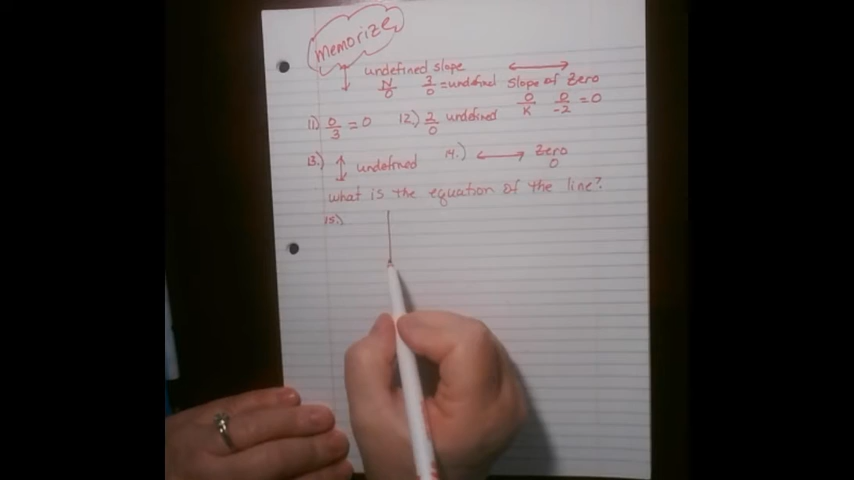 memorize
undefined slope
N/0 3/0 = undefined slope of Zero
0/K 0/-2 = 0
11) 0/3 = 0 12.) 2/0 undefined
13.) undefined 14.) Zero
0
what is the equation of the line?
15.)